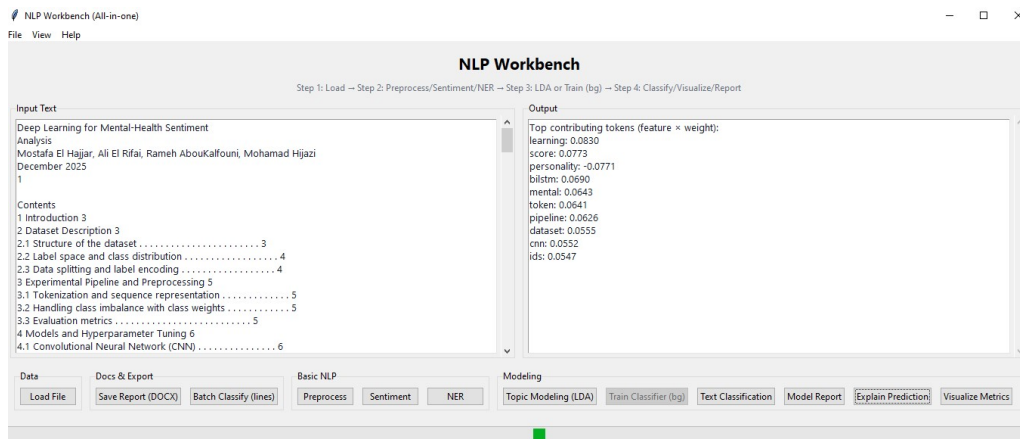 NLP Workbench (All-in-one)
File View Help
NLP Workbench
Step 1: Load → Step 2: Preprocess/Sentiment/NER → Step 3: LDA or Train (bg) → Step 4: Classify/Visualize/Report
Input Text
Deep Learning for Mental-Health Sentiment
Analysis
Mostafa El Hajjar, Ali El Rifai, Rameh AbouKalfouni, Mohamad Hijazi
December 2025
1
Contents
1 Introduction 3
2 Dataset Description 3
2.1 Structure of the dataset . . . . . . . . . . . . . . . . . . . . . . . 3
2.2 Label space and class distribution . . . . . . . . . . . . . . . . . . 4
2.3 Data splitting and label encoding . . . . . . . . . . . . . . . . . . 4
3 Experimental Pipeline and Preprocessing 5
3.1 Tokenization and sequence representation . . . . . . . . . . . . . 5
3.2 Handling class imbalance with class weights . . . . . . . . . . . . 5
3.3 Evaluation metrics . . . . . . . . . . . . . . . . . . . . . . . . . . 5
4 Models and Hyperparameter Tuning 6
4.1 Convolutional Neural Network (CNN) . . . . . . . . . . . . . . . 6
Output
Top contributing tokens (feature × weight):
learning: 0.0830
score: 0.0773
personality: -0.0771
bilstm: 0.0690
mental: 0.0643
token: 0.0641
pipeline: 0.0626
dataset: 0.0555
cnn: 0.0552
ids: 0.0547
Data
Load File
Docs & Export
Save Report (DOCX) Batch Classify (lines)
Basic NLP
Preprocess Sentiment NER
Modeling
Topic Modeling (LDA) Train Classifier (bg) Text Classification Model Report Explain Prediction Visualize Metrics